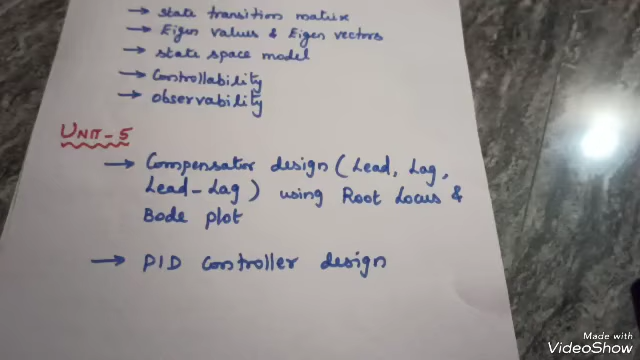 → State transition matrix
→ Eigen values & Eigen vectors
→ State space model
→ Controllability
→ Observability
UNIT-5
→ Compensator design (Lead, Lag,
Lead-Lag) using Root Locus &
Bode plot
→ PID controller design
Made with
VideoShow